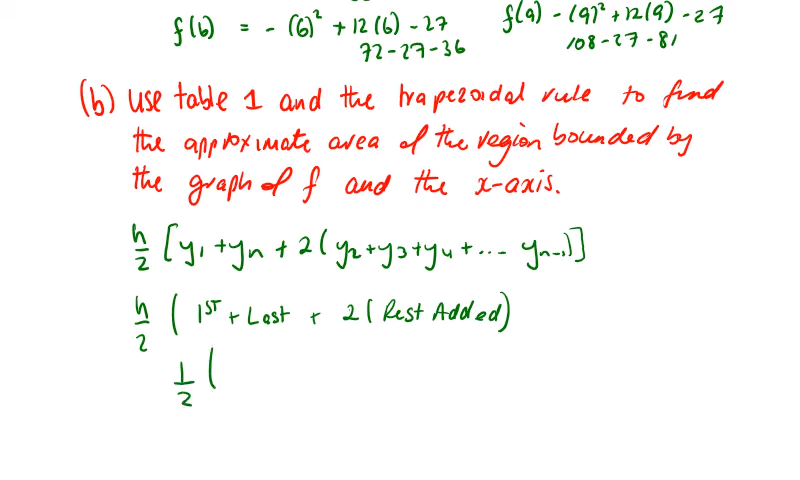 f(6) = - (6)² + 12(6) - 27
72-27-36
f(9) - (9)² + 12(9) - 27
108-27-81
(b) Use table 1 and the trapezoidal rule to find
the approximate area of the region bounded by
the graph of f and the x-axis.
h/2 [y₁ + yn + 2(y₂+y₃+y₄+... yn-₁)]
h/2 ( 1ST + Last + 2 ( Rest Added)
1/2 (